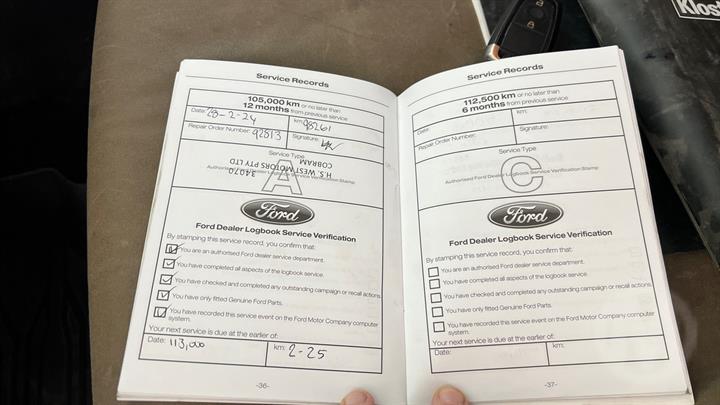 Klos
Service Records
105,000 km or no later than
12 months from previous service
Date: 28-2-24
km: 98261
Repair Order Number: 92813
Signature:
Service Type
A
Authorised Ford Dealer Logbook Service Verification Stamp
H.S. WEST MOTORS PTY LTD
COBRAM
34070
Ford
Ford Dealer Logbook Service Verification
By stamping this service record, you confirm that:
You are an authorised Ford dealer service department.
You have completed all aspects of the logbook service.
You have checked and completed any outstanding campaign or recall actions.
You have only fitted Genuine Ford Parts.
You have recorded this service event on the Ford Motor Company computer
system.
Your next service is due at the earlier of:
Date: 113,000
km: 2-25
-36-
Service Records
112,500 km or no later than
6 months from previous service
Date:
km:
Repair Order Number:
Signature:
Service Type
C
Authorised Ford Dealer Logbook Service Verification Stamp
Ford
Ford Dealer Logbook Service Verification
By stamping this service record, you confirm that:
You are an authorised Ford dealer service department.
You have completed all aspects of the logbook service.
You have checked and completed any outstanding campaign or recall actions.
You have only fitted Genuine Ford Parts.
You have recorded this service event on the Ford Motor Company computer
system.
Your next service is due at the earlier of:
Date:
km:
-37-